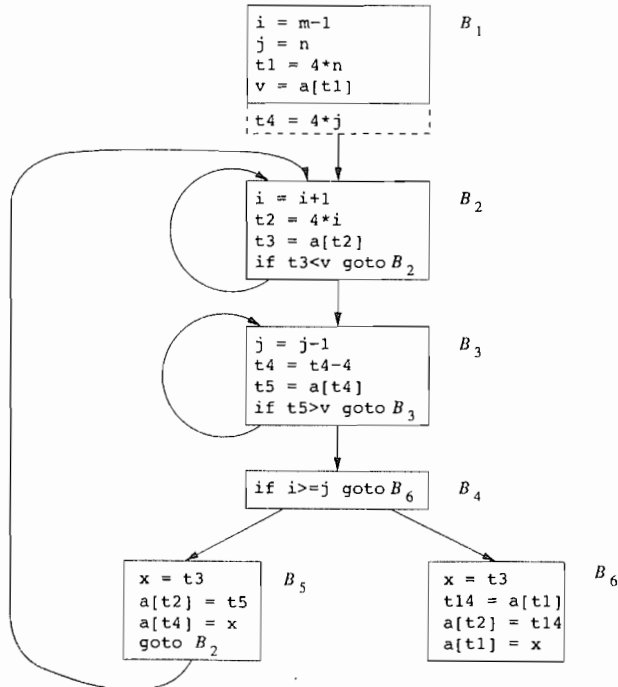 i = m-1
j = n
t1 = 4*n
v = a[t1]
t4 = 4*j
B1
i = i+1
t2 = 4*i
t3 = a[t2]
if t3<v goto B2
B2
j = j-1
t4 = t4-4
t5 = a[t4]
if t5>v goto B3
B3
if i>=j goto B6
B4
x = t3
a[t2] = t5
a[t4] = x
goto B2
B5
x = t3
t14 = a[t1]
a[t2] = t14
a[t1] = x
B6